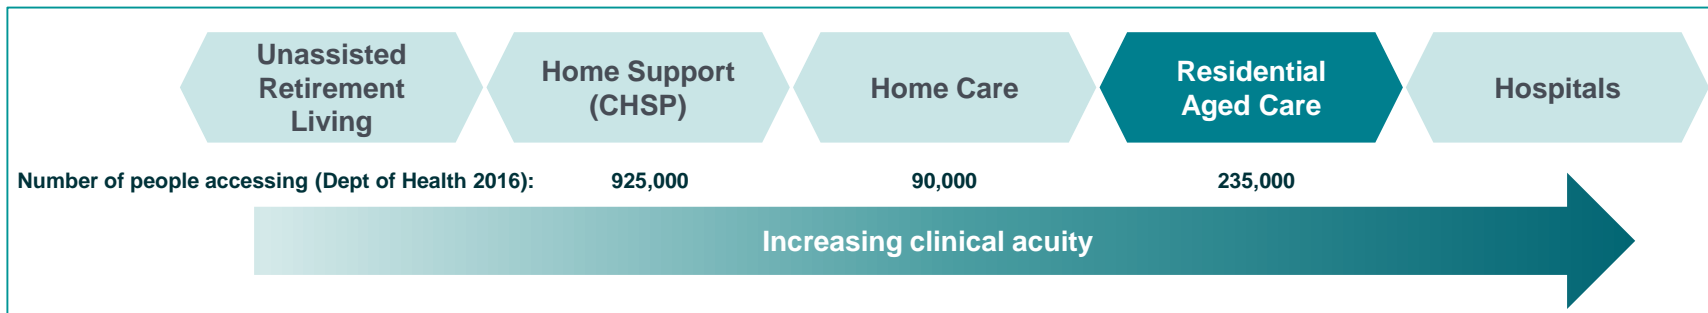 Unassisted
Retirement
Living
Home Support
(CHSP)
Home Care
Residential
Aged Care
Hospitals
Number of people accessing (Dept of Health 2016): 925,000 90,000 235,000
Increasing clinical acuity